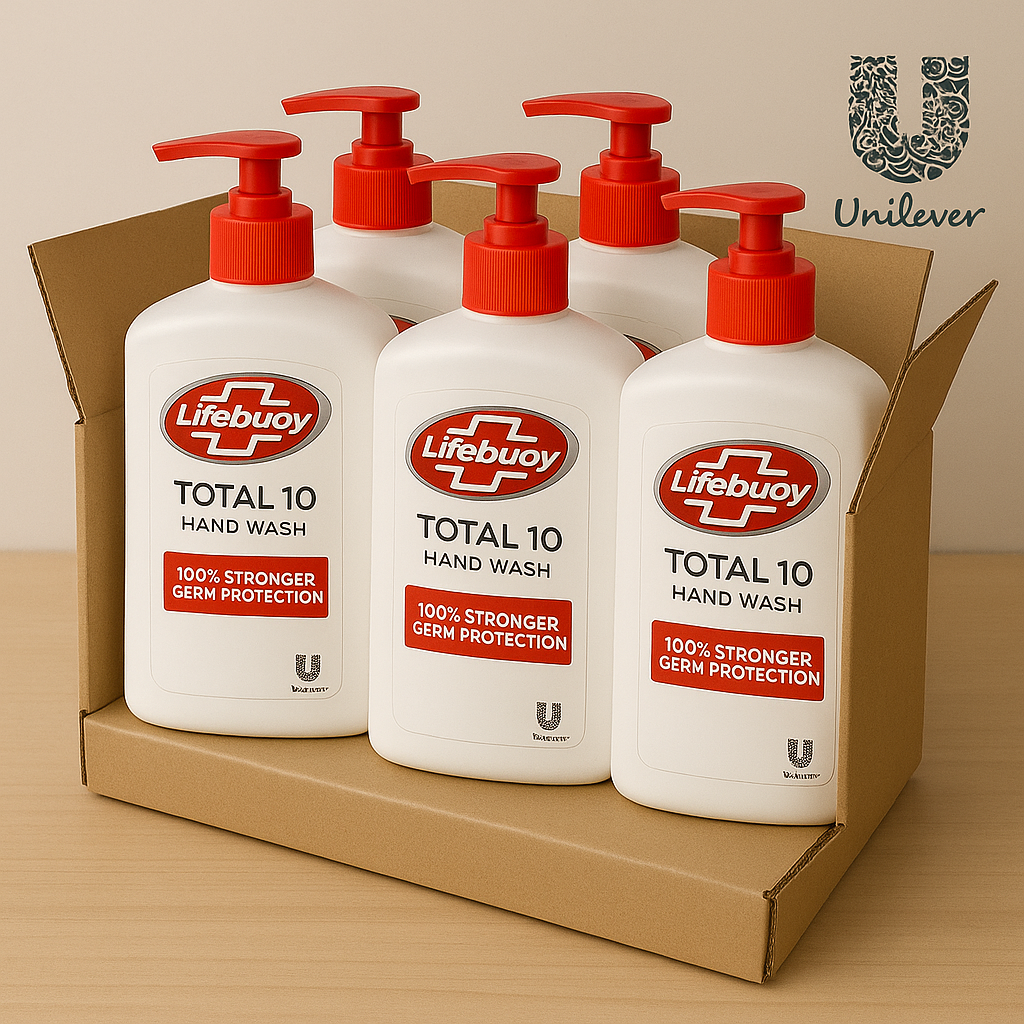 Unilever
Lifebuoy
TOTAL 10
HAND WASH
100% STRONGER
GERM PROTECTION
Lifebuoy
TOTAL 10
HAND WASH
100% STRONGER
GERM PROTECTION
Lifebuoy
TOTAL 10
HAND WASH
100% STRONGER
GERM PROTECTION